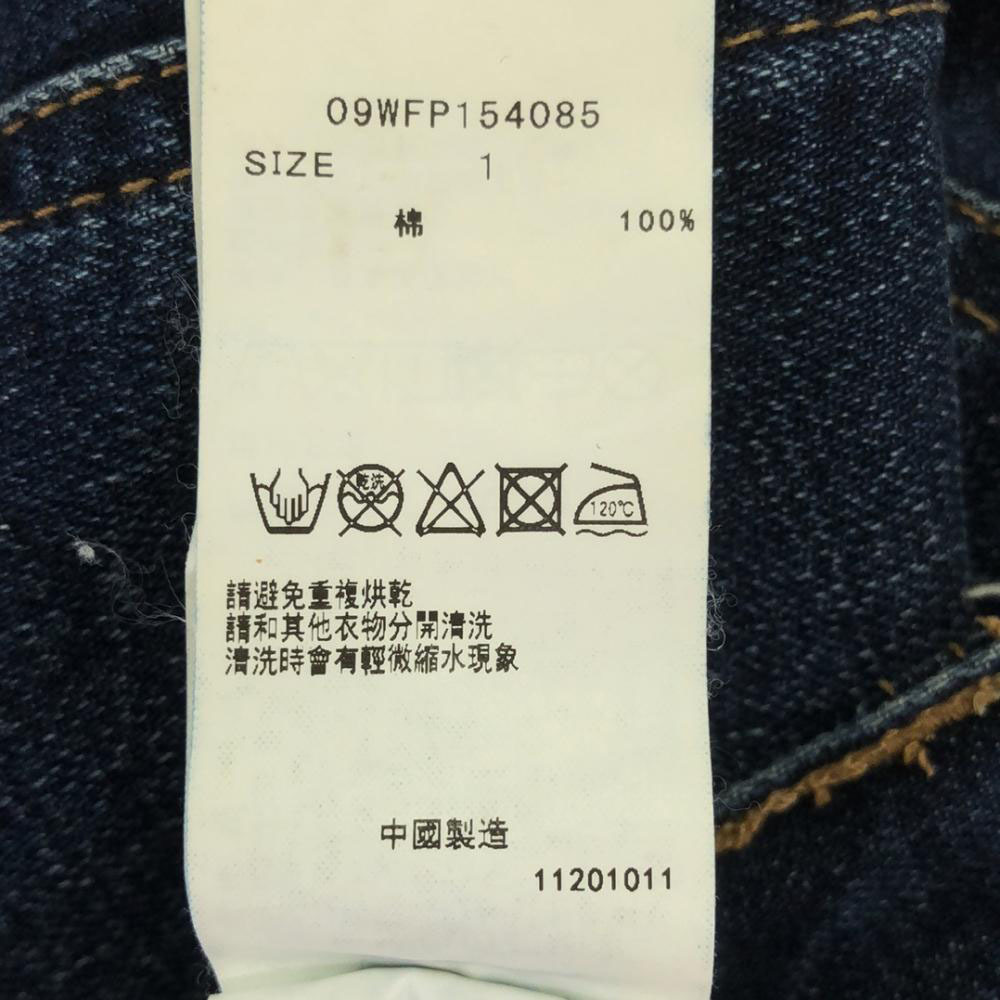 09WFP154085
SIZE 1
棉 100%
乾洗
120℃
請避免重複烘乾
請和其他衣物分開清洗
清洗時會有輕微縮水現象
中國製造
11201011